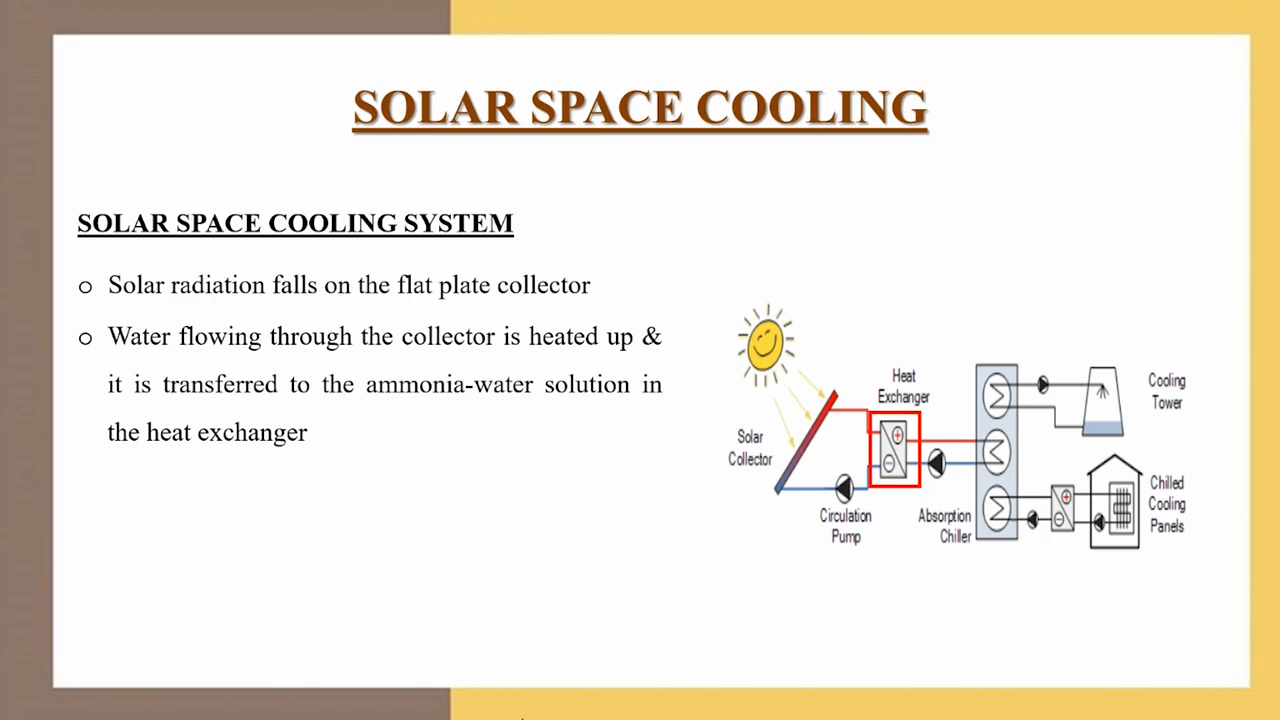 SOLAR SPACE COOLING
SOLAR SPACE COOLING SYSTEM
o Solar radiation falls on the flat plate collector
o Water flowing through the collector is heated up &
it is transferred to the ammonia-water solution in
the heat exchanger
Heat
Exchanger
Cooling
Tower
Solar
Collector
Chilled
Cooling
Panels
Circulation
Pump
Absorption
Chiller